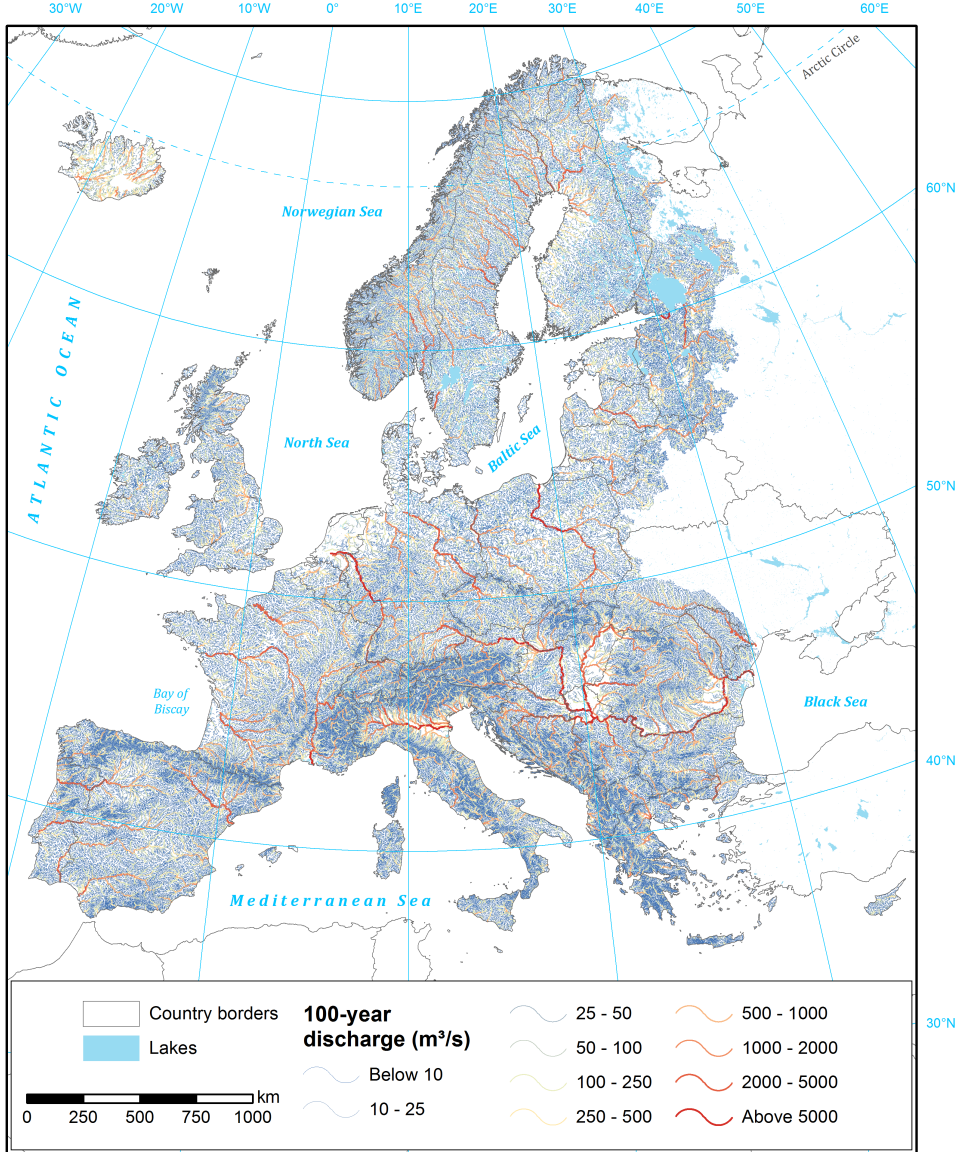 30°W 20°W 10°W 0° 10°E 20°E 30°E 40°E 50°E 60°E
Arctic Circle
60°N
Norwegian Sea
ATLANTIC OCEAN
North Sea
Baltic Sea
50°N
Bay of
Biscay
Black Sea
40°N
Mediterranean Sea
30°N
Country borders
Lakes
km
0 250 500 750 1000
100-year
discharge (m³/s)
Below 10
10 - 25
25 - 50
50 - 100
100 - 250
250 - 500
500 - 1000
1000 - 2000
2000 - 5000
Above 5000